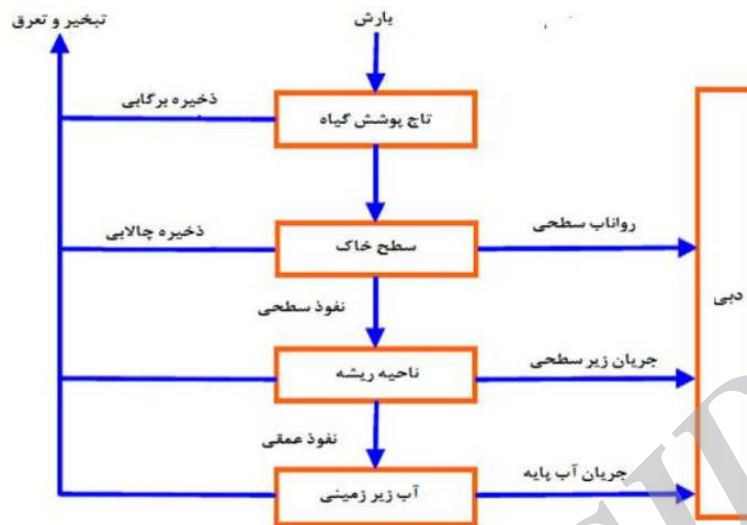 تبخیر و تعرق
بارش
ذخیره برگابی
تاج پوشش گیاه
ذخیره چالابی
سطح خاک
رواناب سطحی
دبی
نفوذ سطحی
ناحیه ریشه
جریان زیر سطحی
نفوذ عمقی
آب زیر زمینی
جریان آب پایه